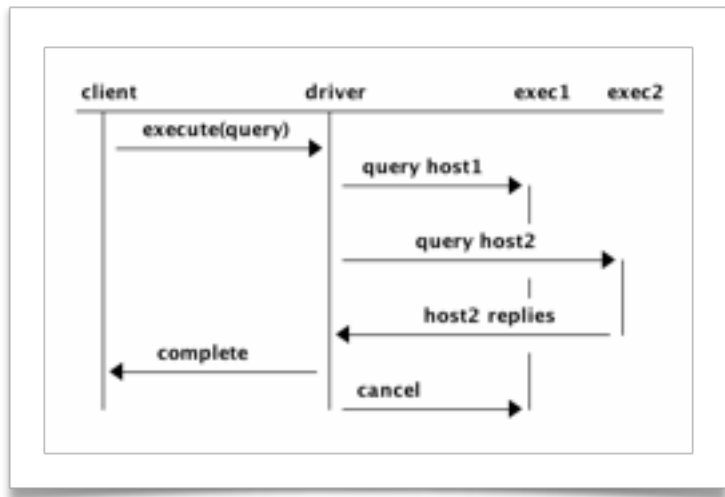 client driver exec1 exec2
execute(query)
query host1
query host2
host2 replies
complete
cancel